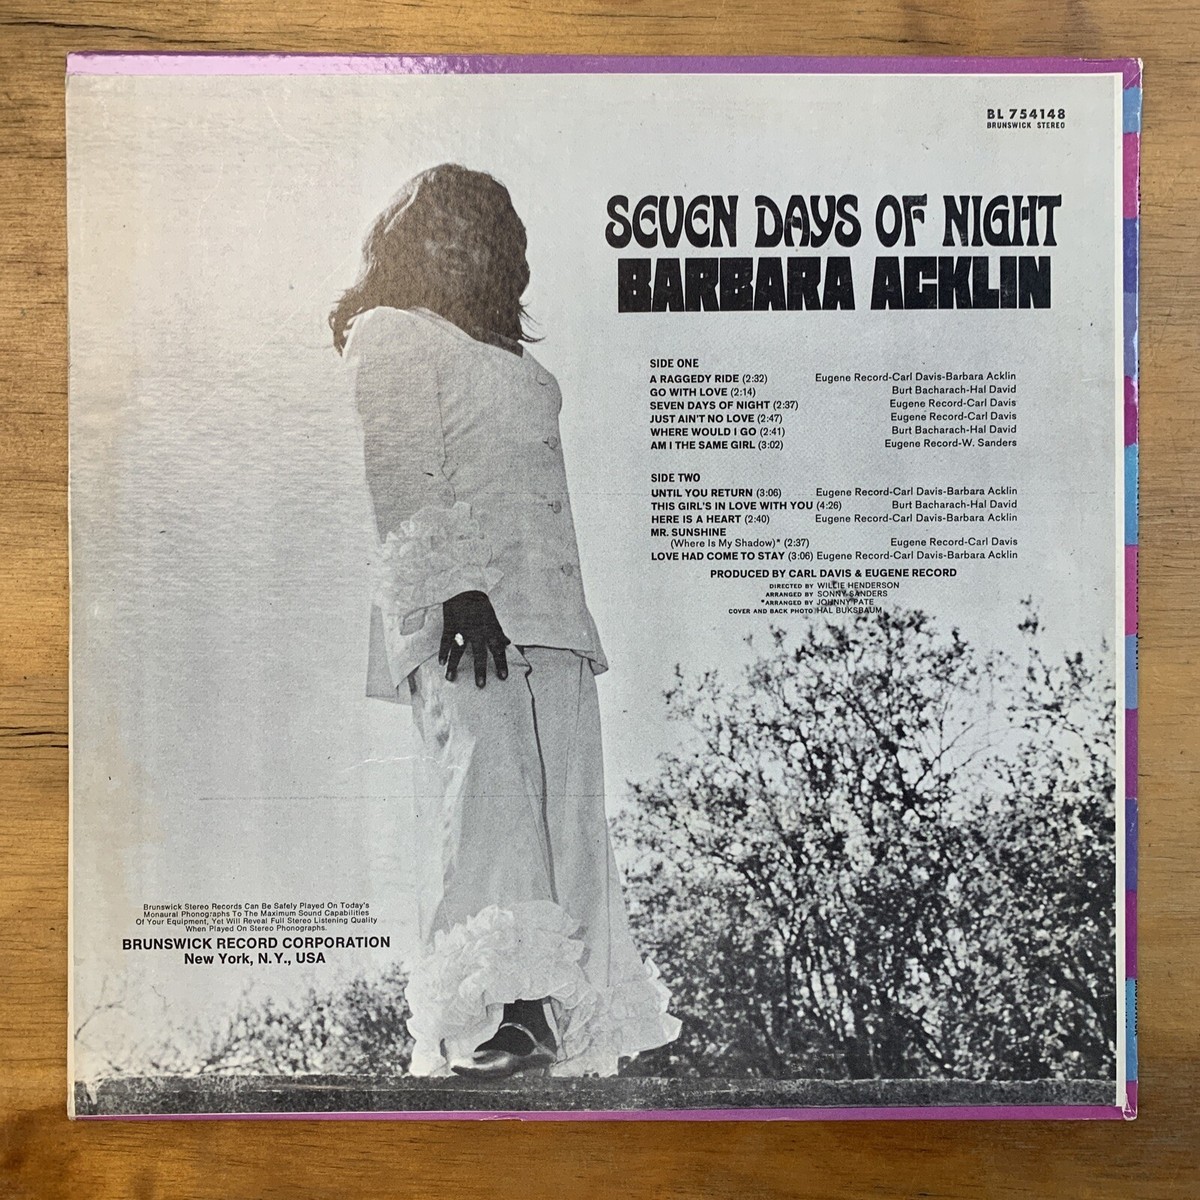 BL 754148
BRUNSWICK STEREO
SEVEN DAYS OF NIGHT
BARBARA ACKLIN
SIDE ONE
A RAGGEDY RIDE (2:32) Eugene Record-Carl Davis-Barbara Acklin
GO WITH LOVE (2:14) Burt Bacharach-Hal David
SEVEN DAYS OF NIGHT (2:37) Eugene Record-Carl Davis
JUST AIN'T NO LOVE (2:47) Eugene Record-Carl Davis
WHERE WOULD I GO (2:41) Burt Bacharach-Hal David
AM I THE SAME GIRL (3:02) Eugene Record-W. Sanders
SIDE TWO
UNTIL YOU RETURN (3:06) Eugene Record-Carl Davis-Barbara Acklin
THIS GIRL'S IN LOVE WITH YOU (4:26) Burt Bacharach-Hal David
HERE IS A HEART (2:40) Eugene Record-Carl Davis-Barbara Acklin
MR. SUNSHINE
(Where Is My Shadow)* (2:37) Eugene Record-Carl Davis
LOVE HAD COME TO STAY (3:06) Eugene Record-Carl Davis-Barbara Acklin
PRODUCED BY CARL DAVIS & EUGENE RECORD
DIRECTED BY WILLIE HENDERSON
ARRANGED BY SONNY SANDERS
*ARRANGED BY JOHNNY PATE
COVER AND BACK PHOTO HAL BUKSBAUM
Brunswick Stereo Records Can Be Safely Played On Today's
Monaural Phonographs To The Maximum Sound Capabilities
Of Your Equipment, Yet Will Reveal Full Stereo Listening Quality
When Played On Stereo Phonographs.
BRUNSWICK RECORD CORPORATION
New York, N.Y., USA